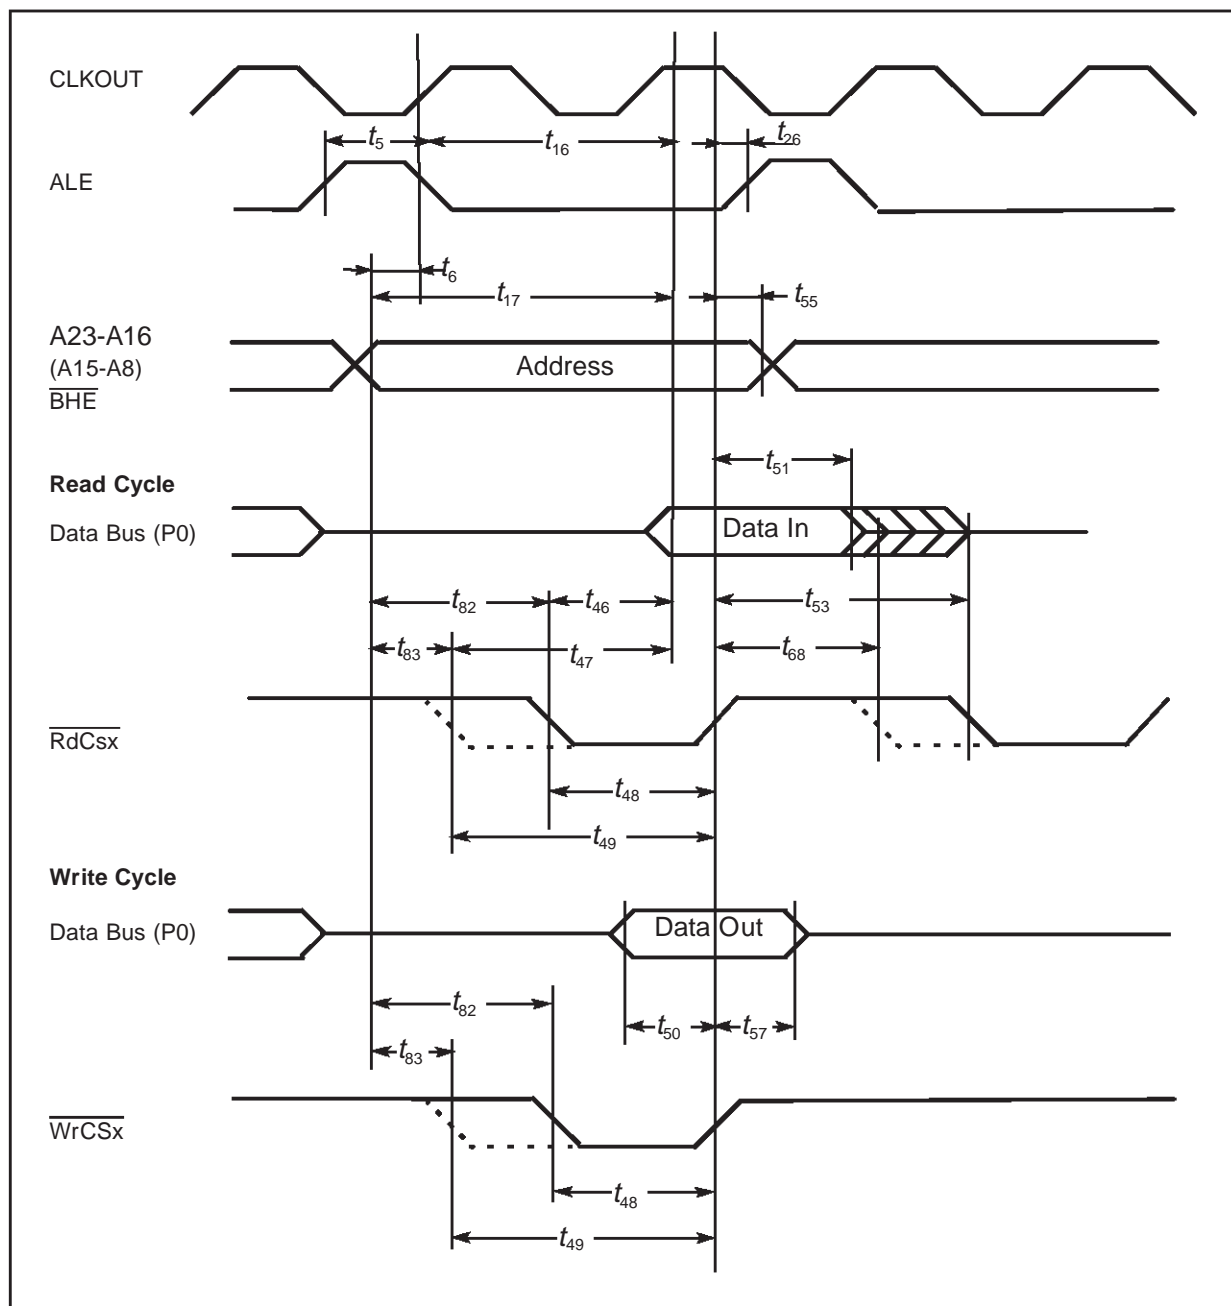 CLKOUT
t5
t16
t26
ALE
t6
t17
t55
A23-A16
(A15-A8)
BHE
Address
t51
Read Cycle
Data Bus (P0)
Data In
t82
t46
t53
t83
t47
t68
RdCsx
t48
t49
Write Cycle
Data Bus (P0)
Data Out
t82
t50
t57
t83
WrCSx
t48
t49